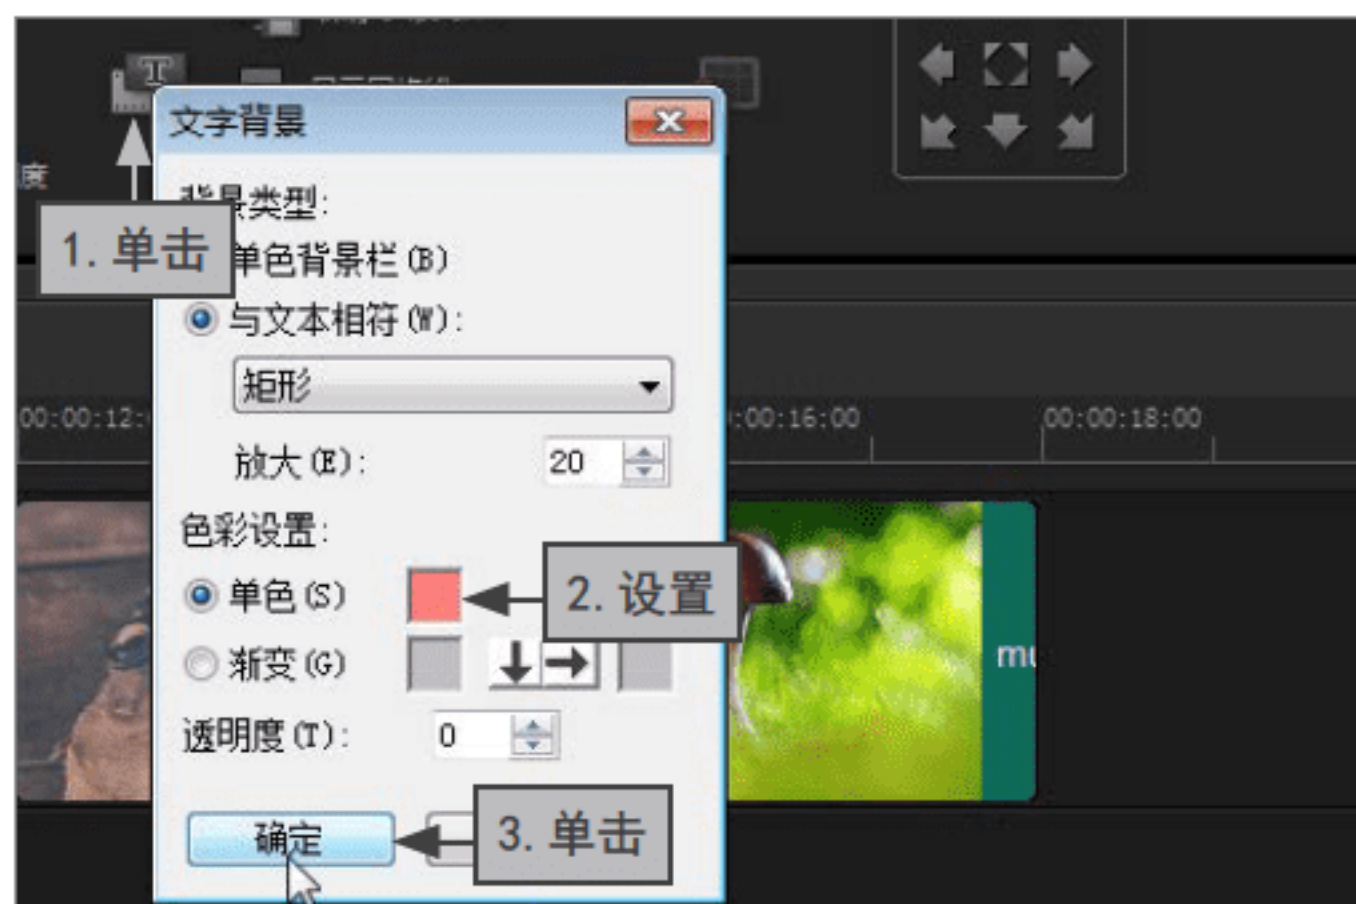 T
文字背景
度
背景类型:
1. 单击
单色背景栏(B)
与文本相符(W):
矩形
00:00:12:
:00:16:00
00:00:18:00
放大(E):
20
色彩设置:
单色(S)
2. 设置
渐变(G)
mu
透明度(T):
0
确定
3. 单击